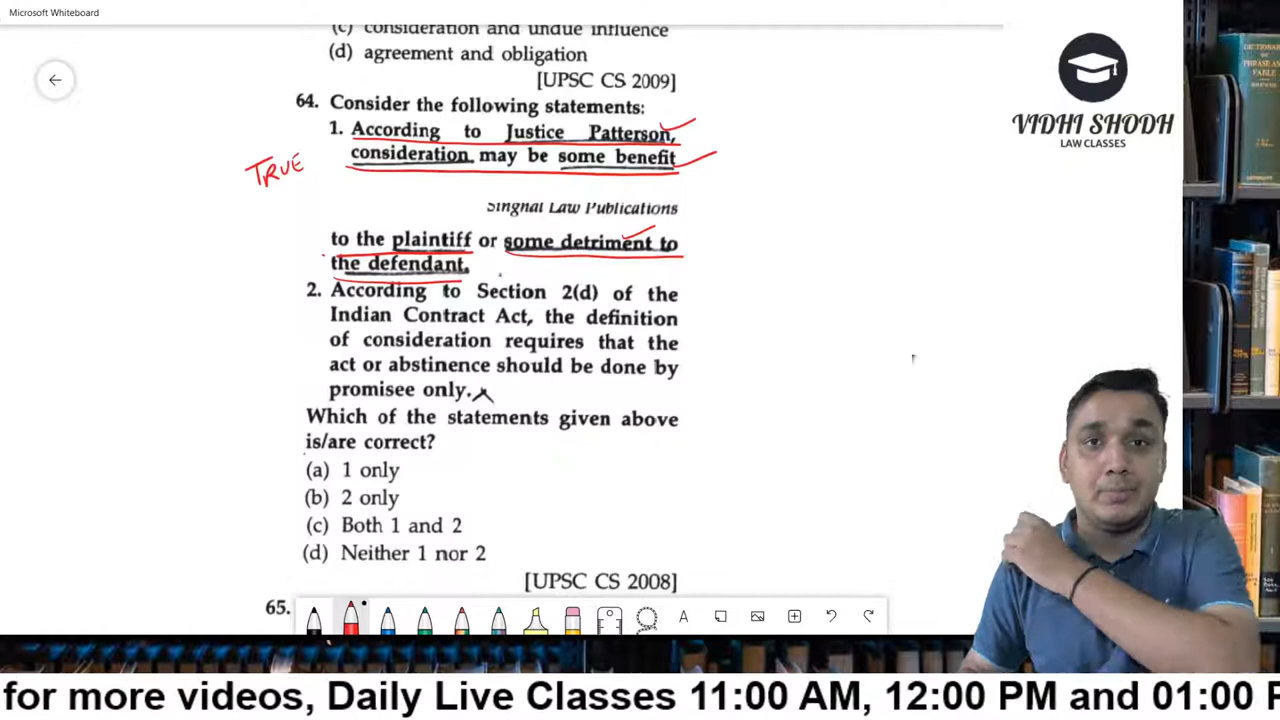 Microsoft Whiteboard
(c) consideration and undue influence
(d) agreement and obligation
[UPSC CS 2009]
64. Consider the following statements:
1. According to Justice Patterson,
consideration may be some benefit
TRUE
Singhal Law Publications
to the plaintiff or some detriment to
the defendant.
2. According to Section 2(d) of the
Indian Contract Act, the definition
of consideration requires that the
act or abstinence should be done by
promisee only.
Which of the statements given above
is/are correct?
(a) 1 only
(b) 2 only
(c) Both 1 and 2
(d) Neither 1 nor 2
[UPSC CS 2008]
65.
A
VIDHI SHODH
LAW CLASSES
for more videos, Daily Live Classes 11:00 AM, 12:00 PM and 01:00